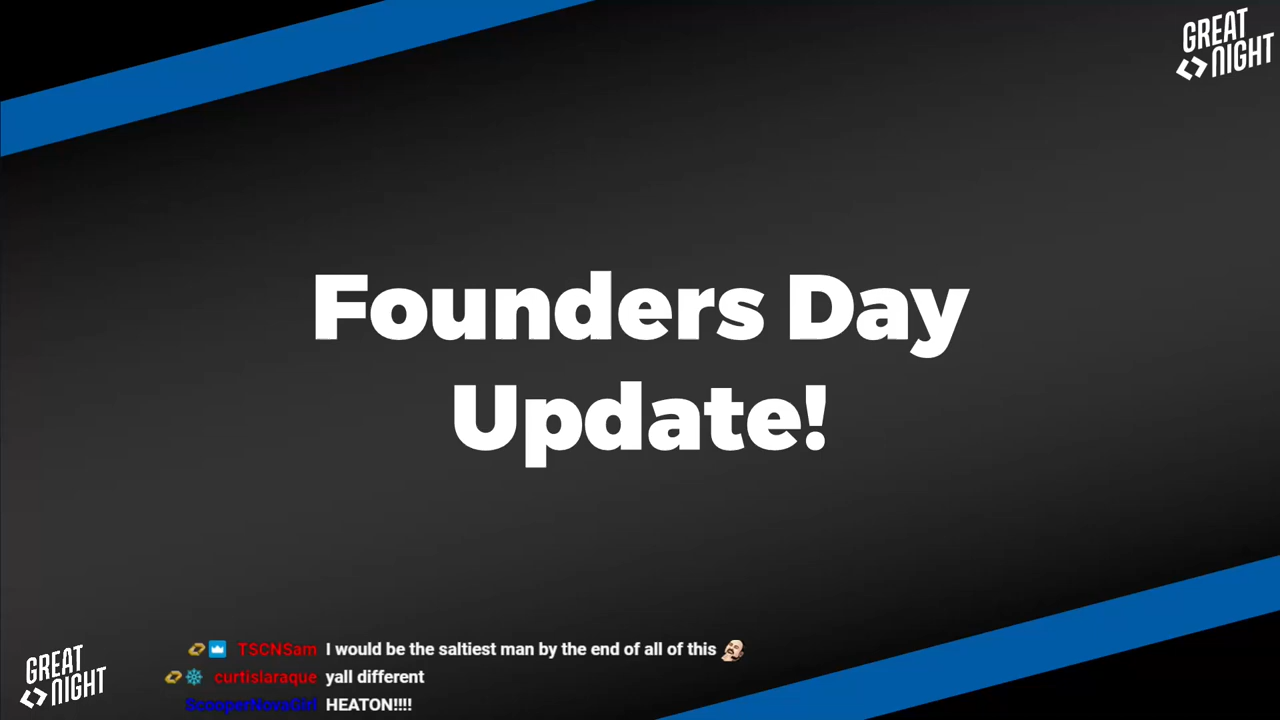 GREAT
NIGHT
Founders Day
Update!
TSCNSam I would be the saltiest man by the end of all of this
curtislaraque yall different
ScooperNovaGirl HEATON!!!!
GREAT
NIGHT